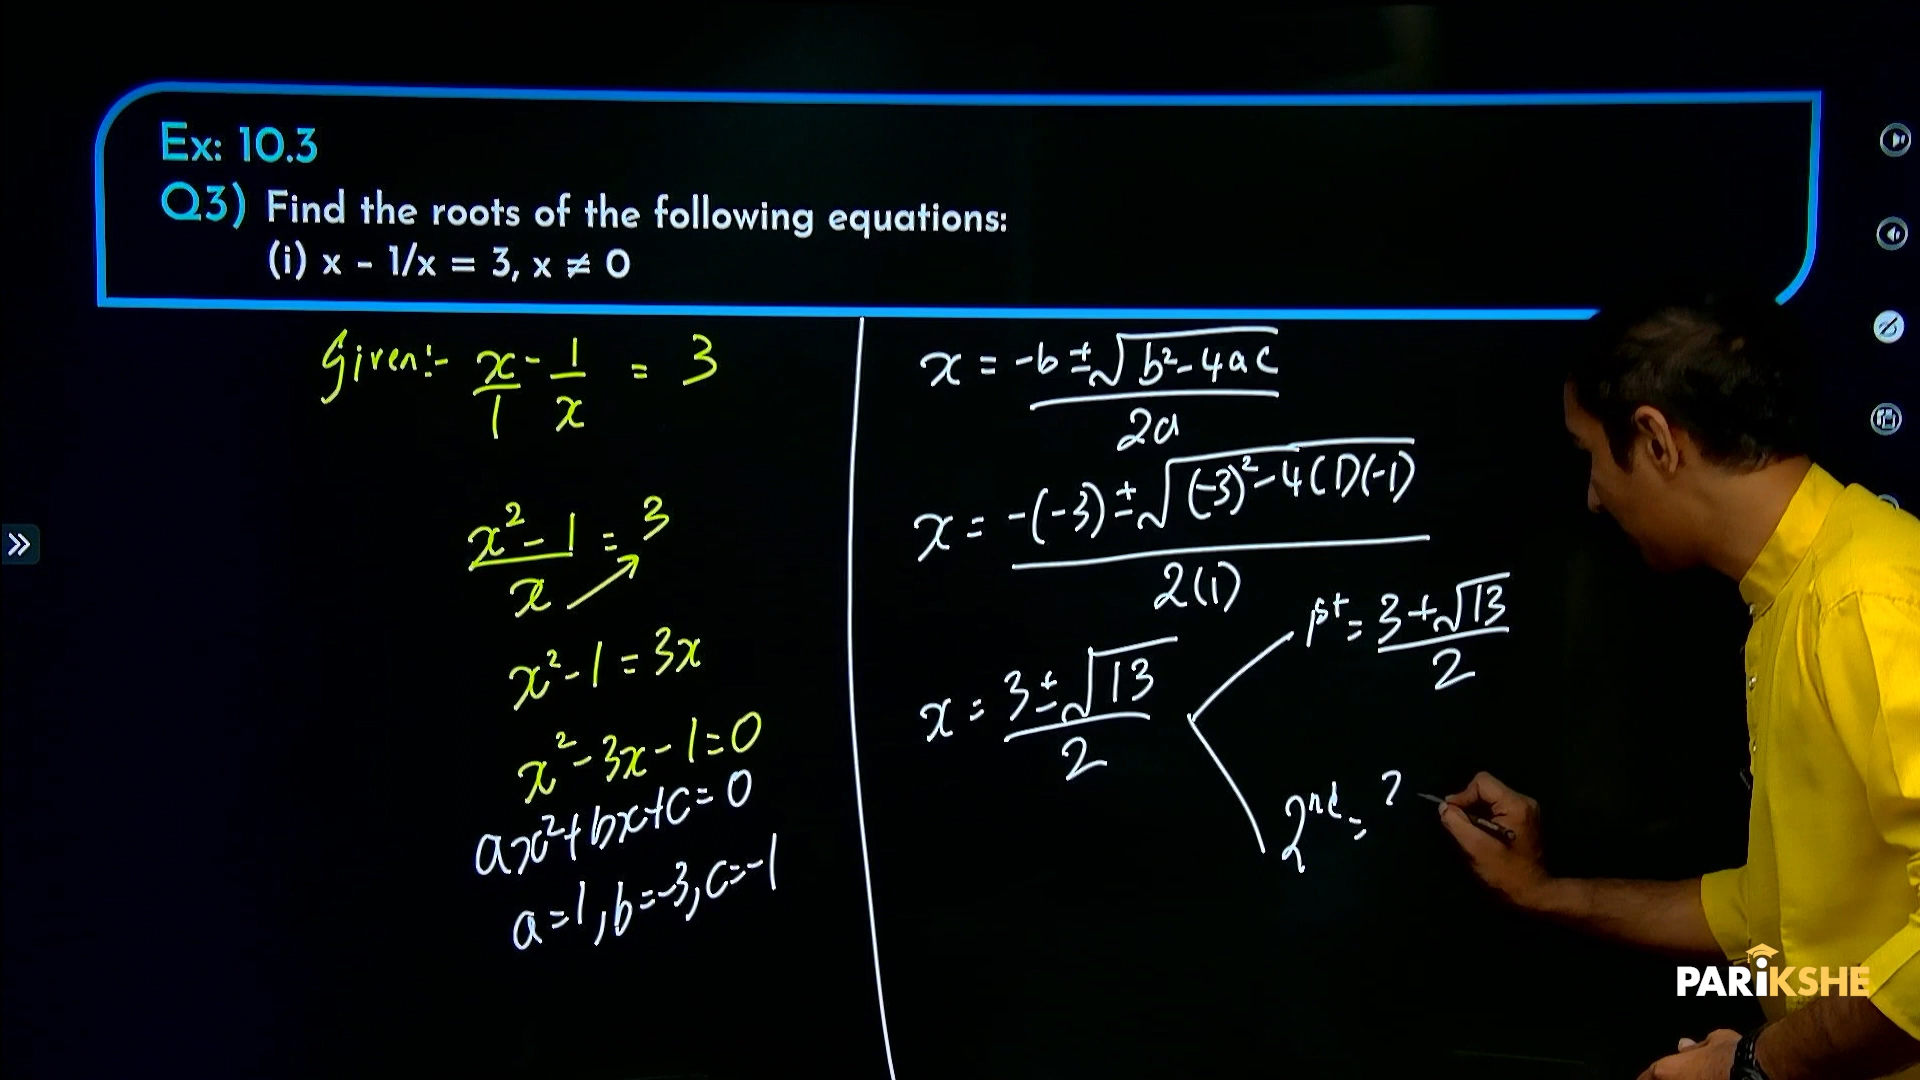 Ex: 10.3
Q3) Find the roots of the following equations:
(i) x - 1/x = 3, x ≠ 0
Given:- x/1 - 1/x = 3
x² - 1/x = 3
x² - 1 = 3x
x² - 3x - 1 = 0
ax² + bx + c = 0
a = 1, b = -3, c = -1
x = -b ± √b² - 4ac / 2a
x = -(-3) ± √(-3)² - 4(1)(-1) / 2(1)
x = 3 ± √13 / 2
1st = 3 + √13 / 2
2nd =
PARiKSHE